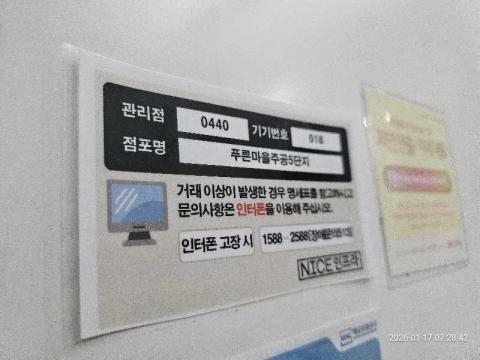 관리점 0440 기기번호 018
점포명 푸른마을주공5단지
거래 이상이 발생한 경우 명세표를 참고하시고
문의사항은 인터폰을 이용해 주십시오.
인터폰 고장 시 1588-2588
NICE인프라
2026-01-17 07:28:42